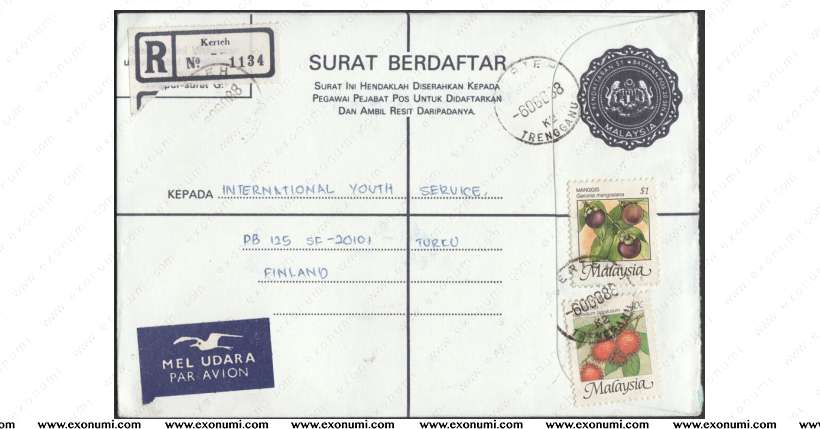 Kerteh
R Nº 1134
SURAT BERDAFTAR
SURAT INI HENDAKLAH DISERAHKAN KEPADA
PEGAWAI PEJABAT POS UNTUK DIDAFTARKAN
DAN AMBIL RESIT DARIPADANYA.
TRENGGANU
MALAYSIA
KEPADA INTERNATIONAL YOUTH SERVICE,
PB 125 SF-20101 TURKU
FINLAND
MANGGIS $1
Garcinia mangostana
Malaysia
Malaysia
MEL UDARA
PAR AVION
www.exonumi.com www.exonumi.com www.exonumi.com www.exonumi.com www.exonumi.com www.exonumi.com